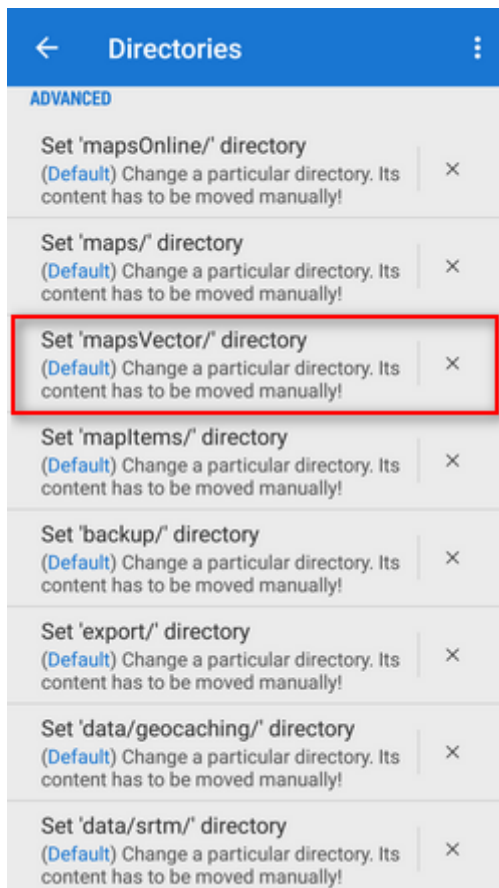 Directories
ADVANCED
Set 'mapsOnline/' directory
(Default) Change a particular directory. Its
content has to be moved manually!
Set 'maps/' directory
(Default) Change a particular directory. Its
content has to be moved manually!
Set 'mapsVector/' directory
(Default) Change a particular directory. Its
content has to be moved manually!
Set 'mapItems/' directory
(Default) Change a particular directory. Its
content has to be moved manually!
Set 'backup/' directory
(Default) Change a particular directory. Its
content has to be moved manually!
Set 'export/' directory
(Default) Change a particular directory. Its
content has to be moved manually!
Set 'data/geocaching/' directory
(Default) Change a particular directory. Its
content has to be moved manually!
Set 'data/srtm/' directory
(Default) Change a particular directory. Its
content has to be moved manually!